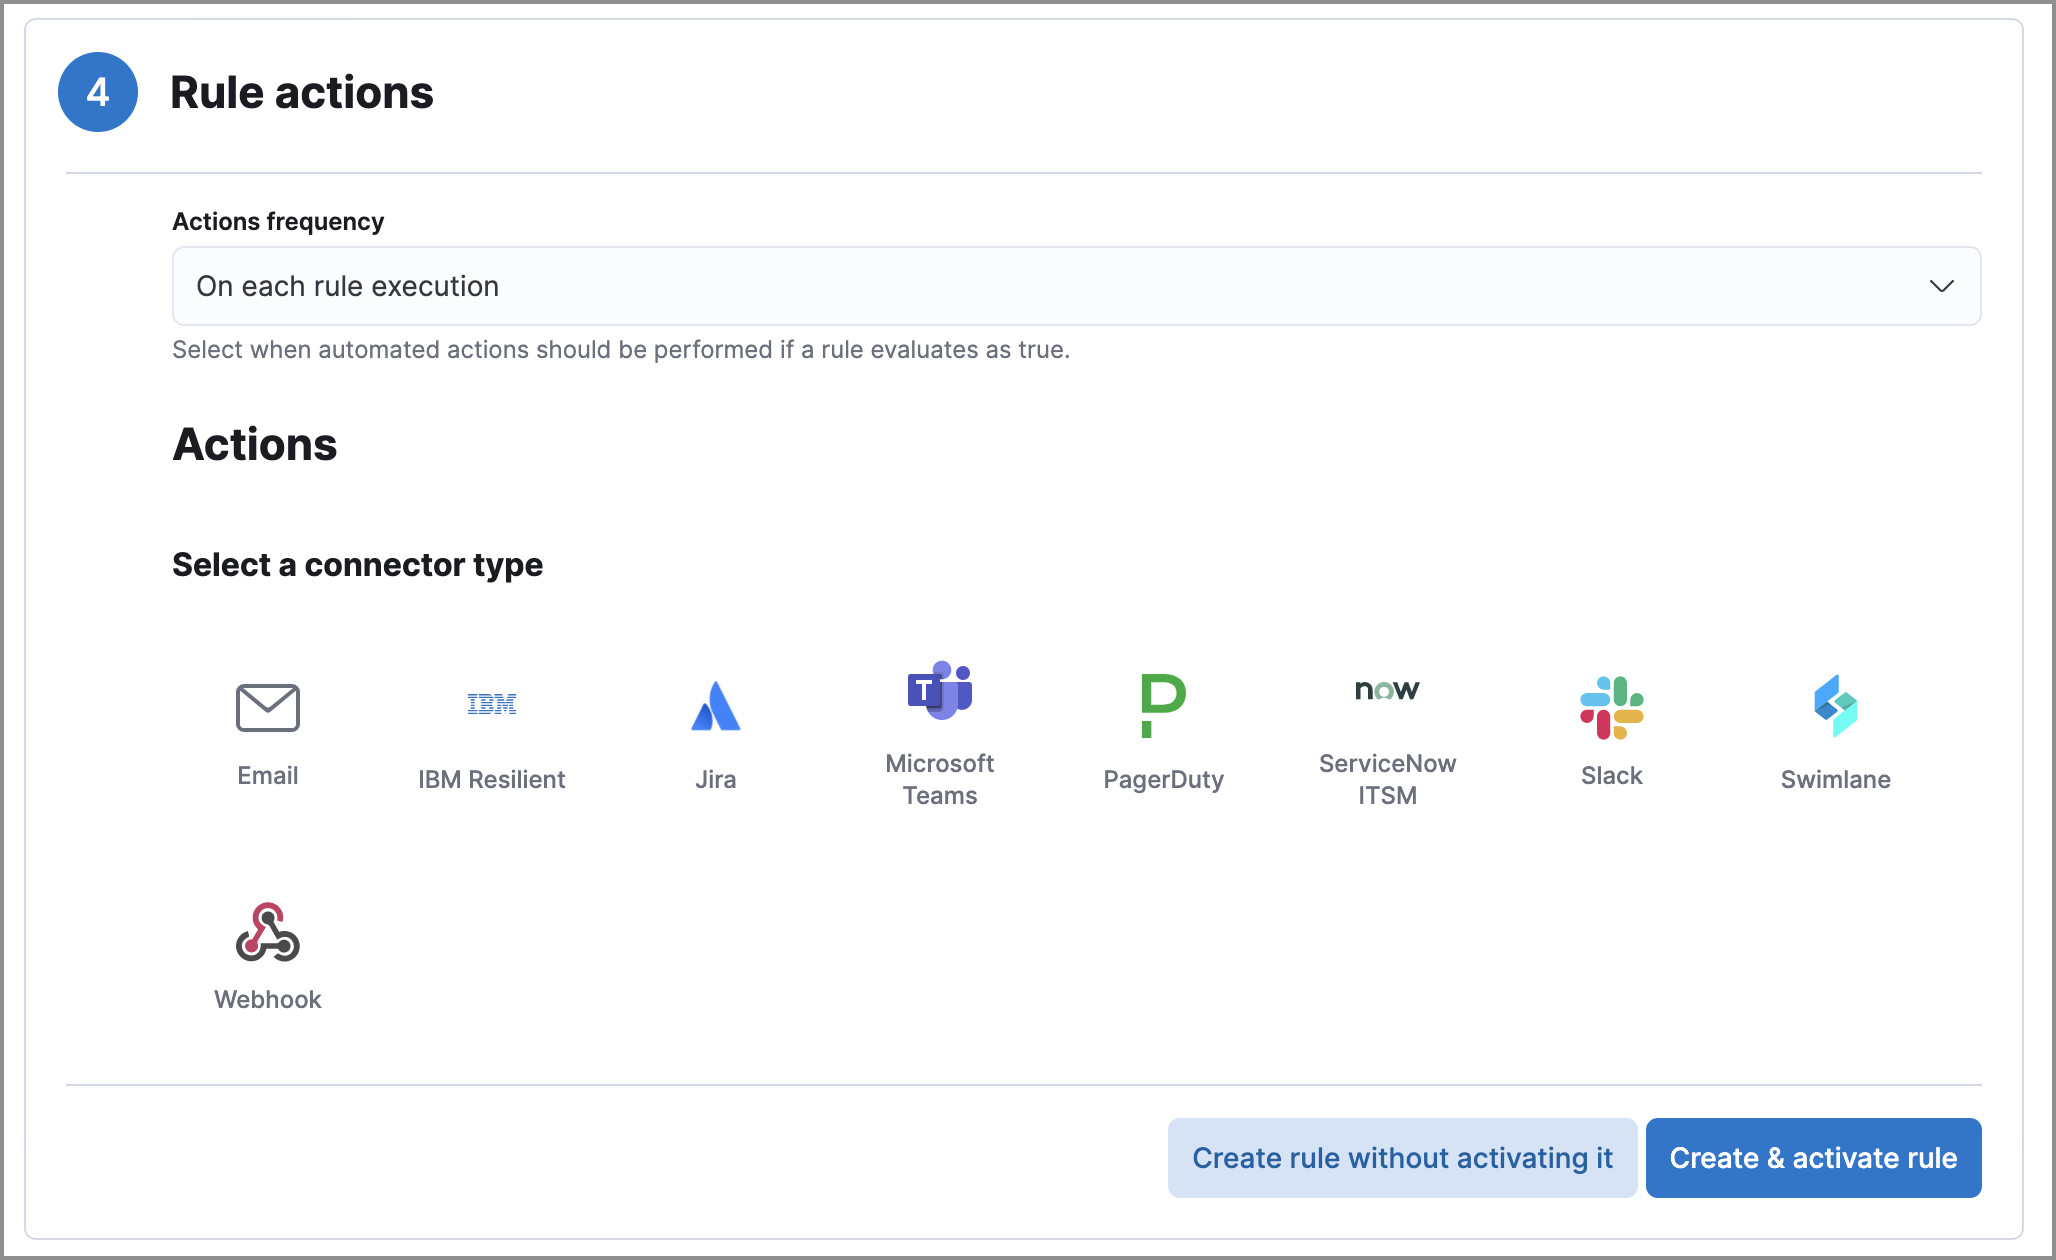 4
Rule actions
Actions frequency
On each rule execution
Select when automated actions should be performed if a rule evaluates as true.
Actions
Select a connector type
Email
IBM
IBM Resilient
Jira
T
Microsoft
Teams
P
PagerDuty
now
ServiceNow
ITSM
Slack
Swimlane
Webhook
Create rule without activating it
Create & activate rule